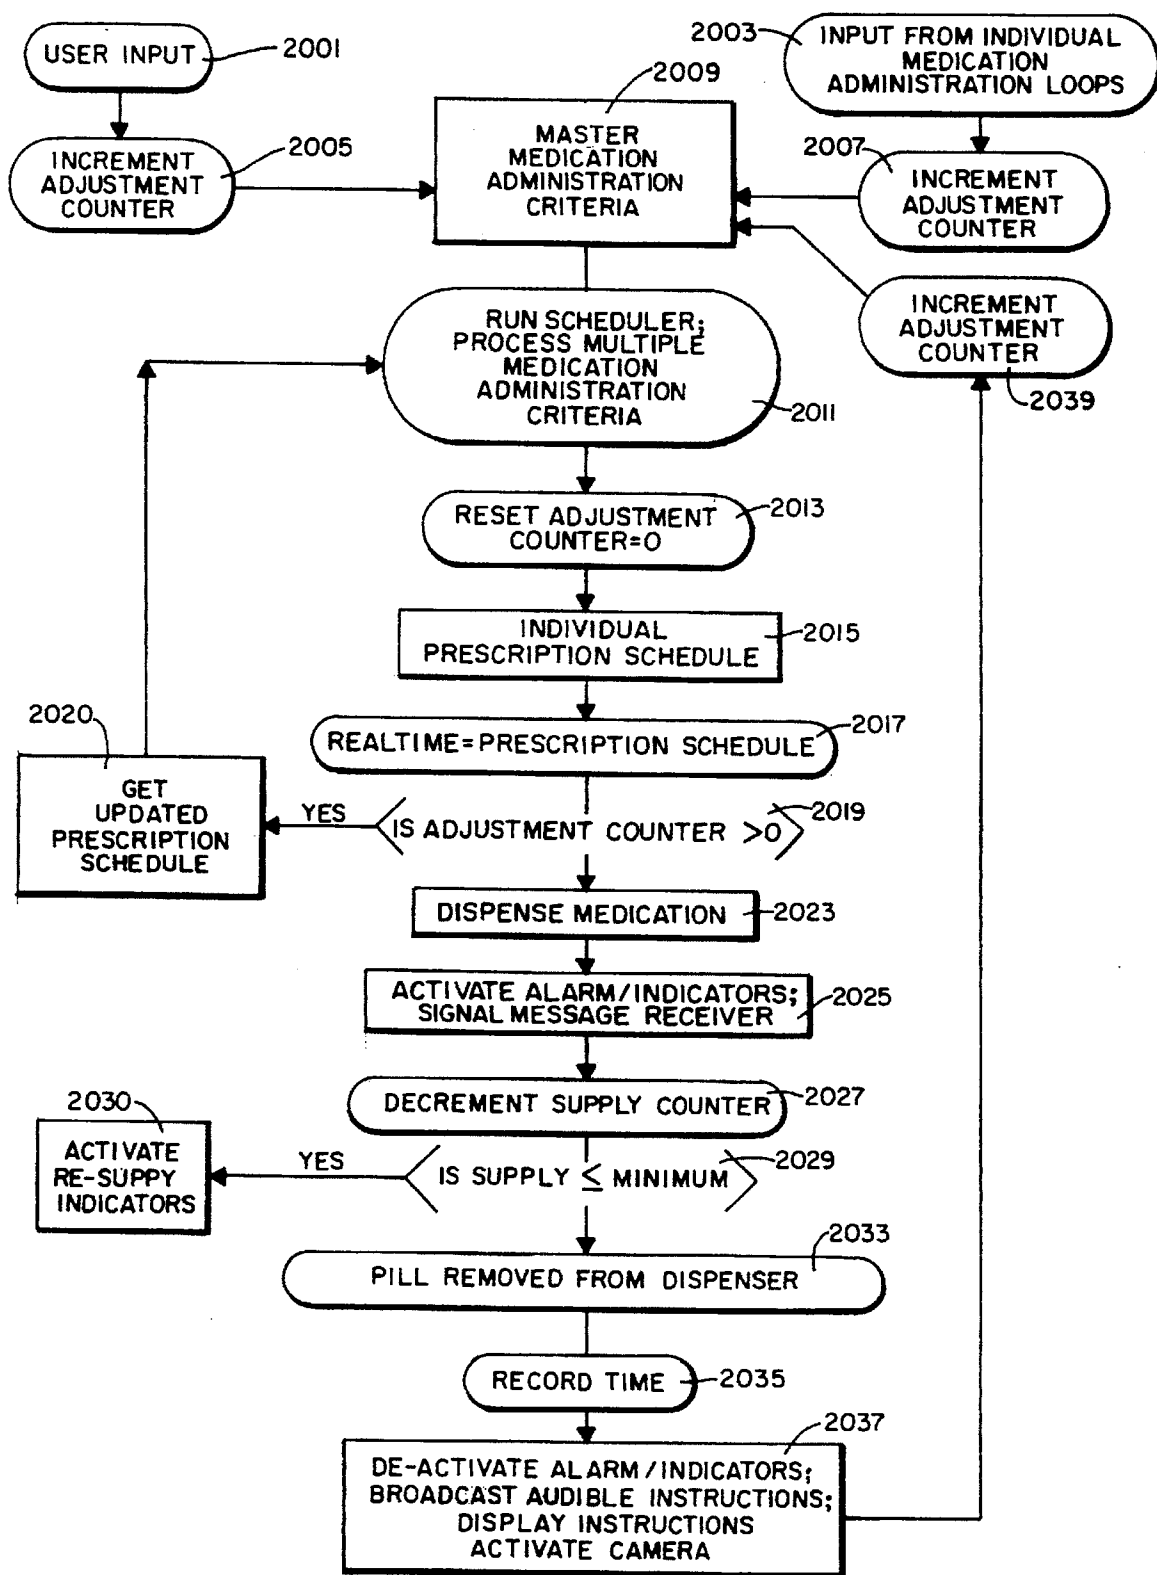 USER INPUT
2001
2003
INPUT FROM INDIVIDUAL
MEDICATION
ADMINISTRATION LOOPS
2009
INCREMENT
ADJUSTMENT
COUNTER
2005
MASTER
MEDICATION
ADMINISTRATION
CRITERIA
2007
INCREMENT
ADJUSTMENT
COUNTER
INCREMENT
ADJUSTMENT
COUNTER
2039
RUN SCHEDULER;
PROCESS MULTIPLE
MEDICATION
ADMINISTRATION
CRITERIA
2011
RESET ADJUSTMENT
COUNTER=0
2013
INDIVIDUAL
PRESCRIPTION SCHEDULE
2015
REALTIME=PRESCRIPTION SCHEDULE
2017
2020
GET
UPDATED
PRESCRIPTION
SCHEDULE
YES
IS ADJUSTMENT COUNTER >0
2019
DISPENSE MEDICATION
2023
ACTIVATE ALARM/INDICATORS;
SIGNAL MESSAGE RECEIVER
2025
DECREMENT SUPPLY COUNTER
2027
2030
ACTIVATE
RE-SUPPY
INDICATORS
YES
IS SUPPLY ≤ MINIMUM
2029
PILL REMOVED FROM DISPENSER
2033
RECORD TIME
2035
2037
DE-ACTIVATE ALARM/INDICATORS;
BROADCAST AUDIBLE INSTRUCTIONS;
DISPLAY INSTRUCTIONS
ACTIVATE CAMERA